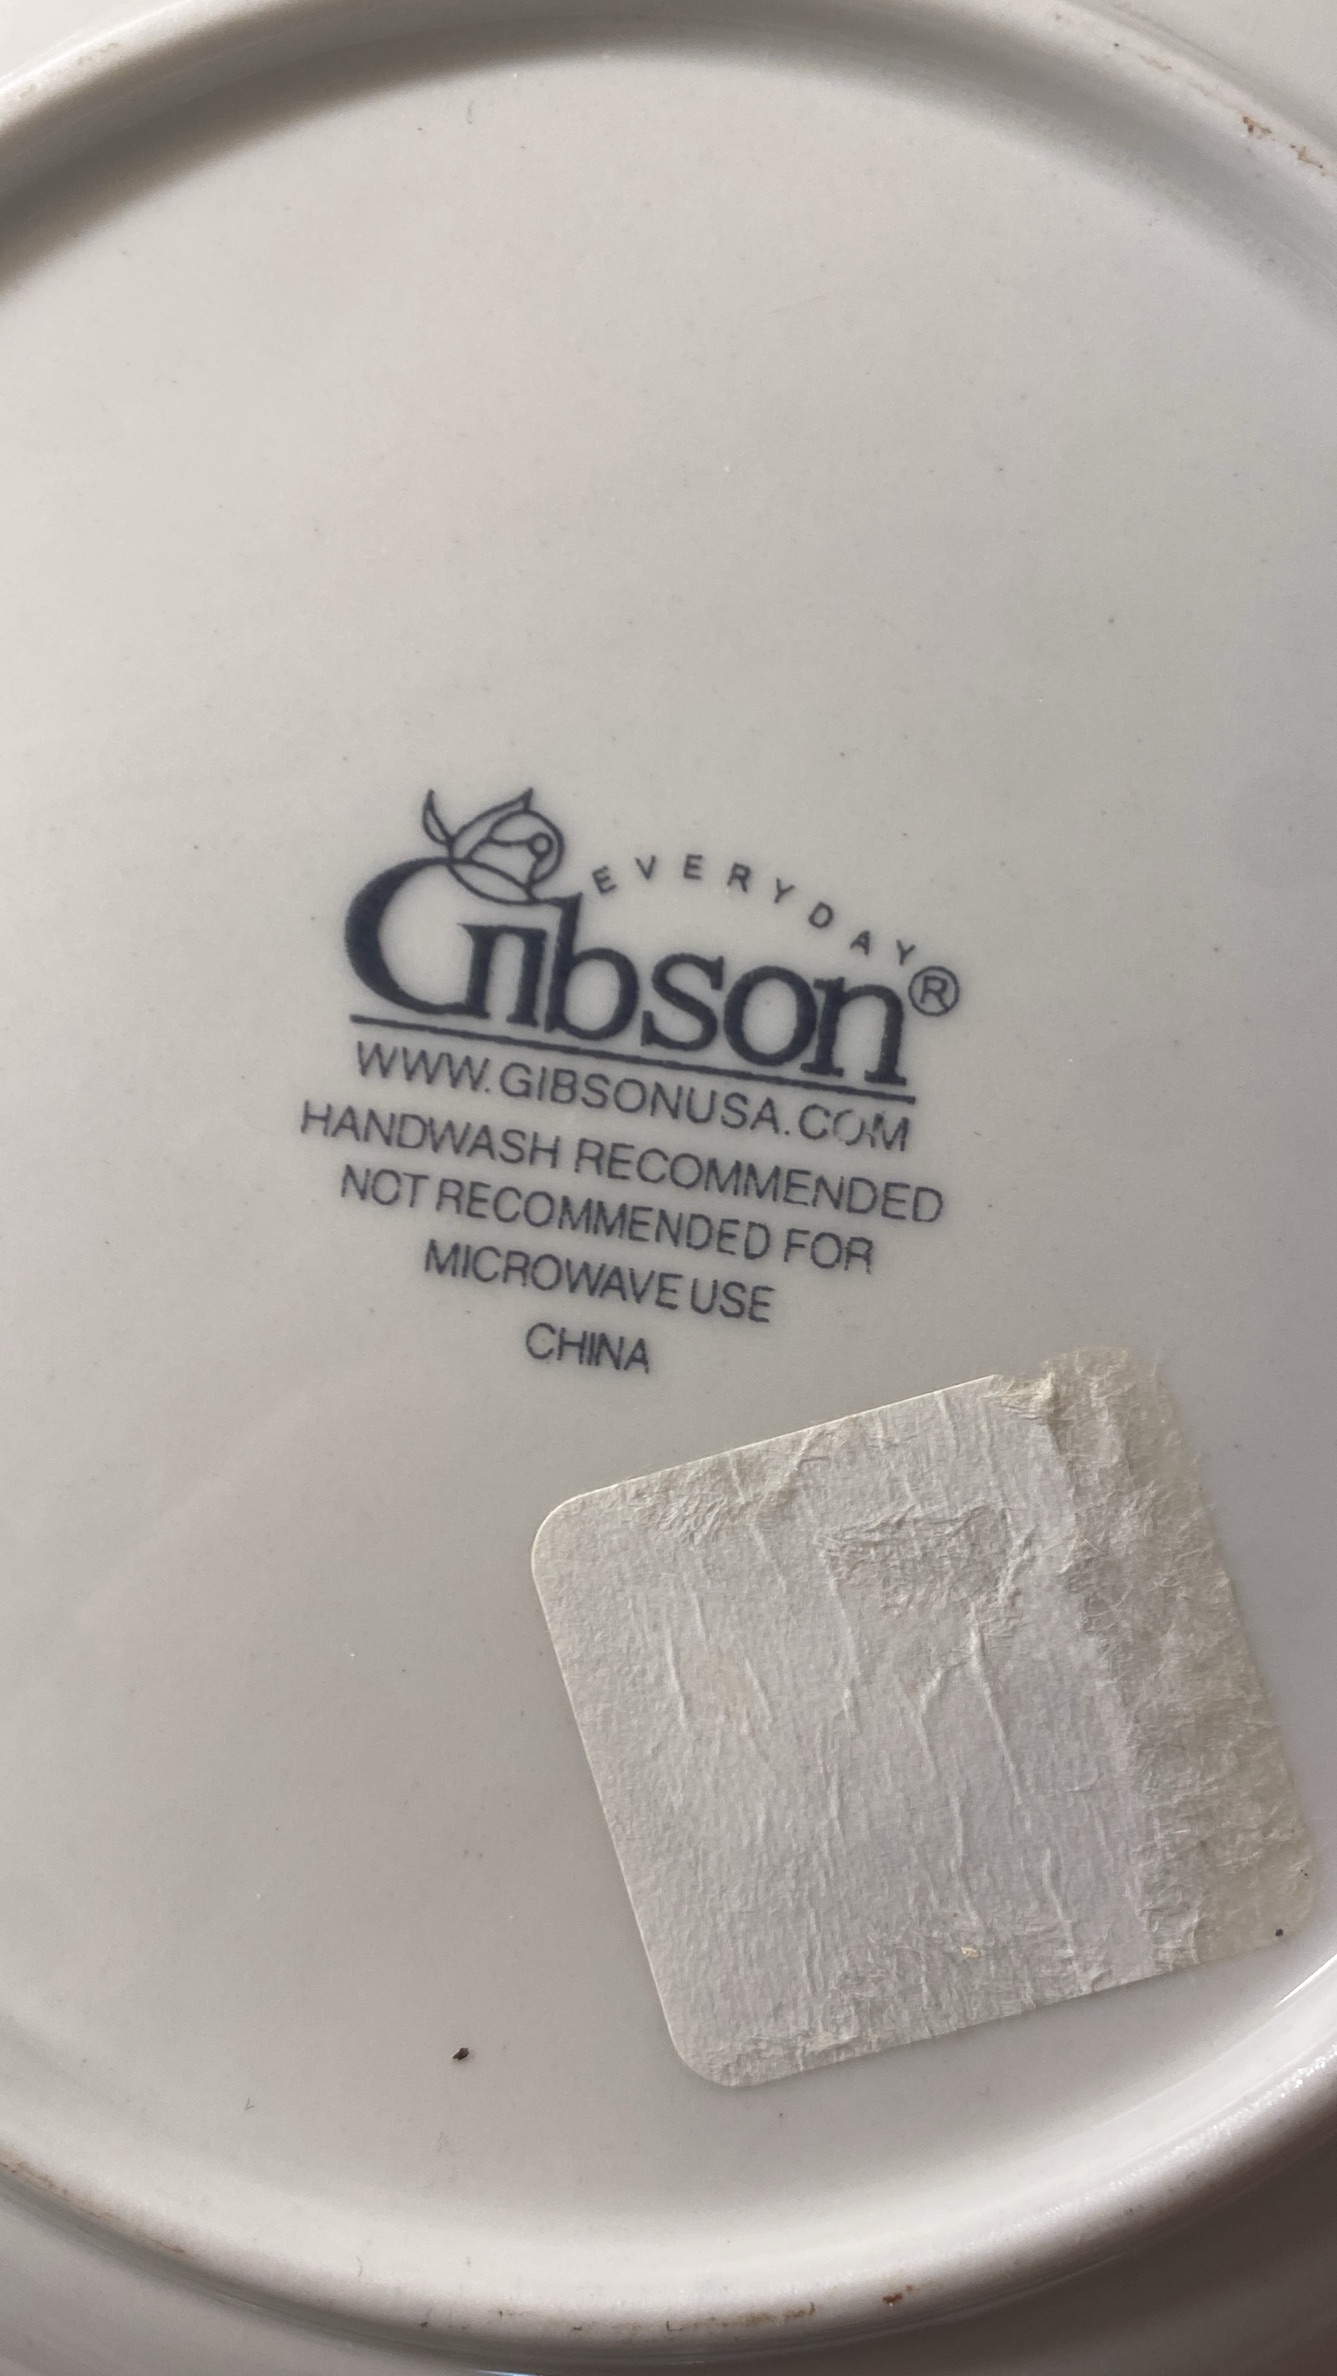 EVERYDAY
Gibson®
WWW.GIBSONUSA.COM
HANDWASH RECOMMENDED
NOT RECOMMENDED FOR
MICROWAVE USE
CHINA